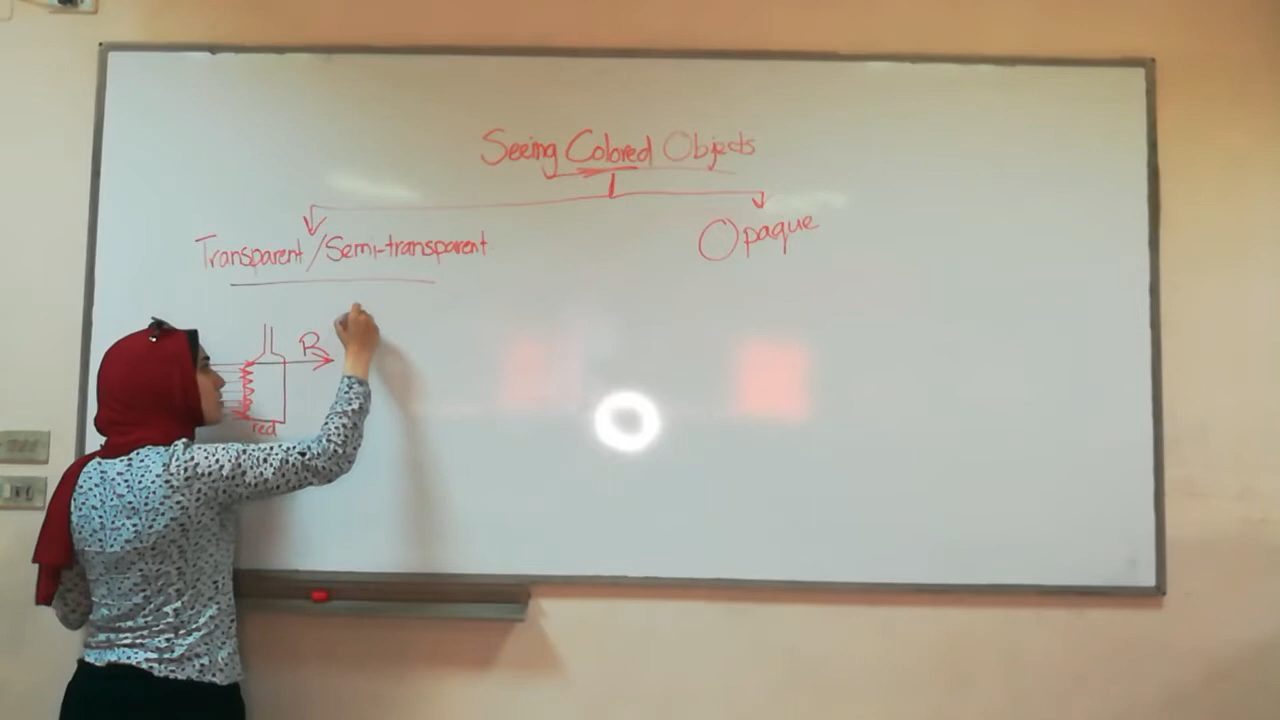 Seeing Colored Objects
Transparent/Semi-transparent
Opaque
R
red